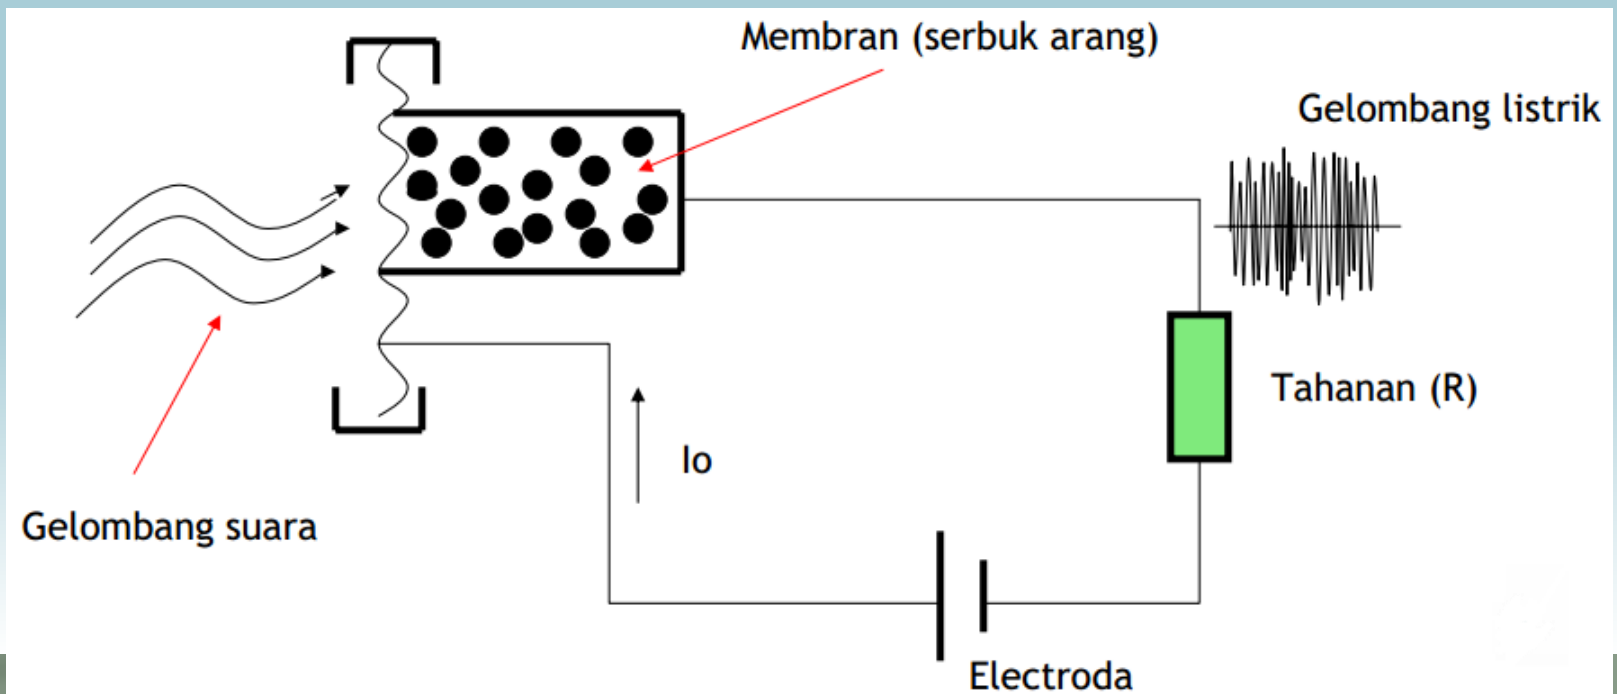 Membran (serbuk arang)
Gelombang listrik
Tahanan (R)
Io
Gelombang suara
Electroda